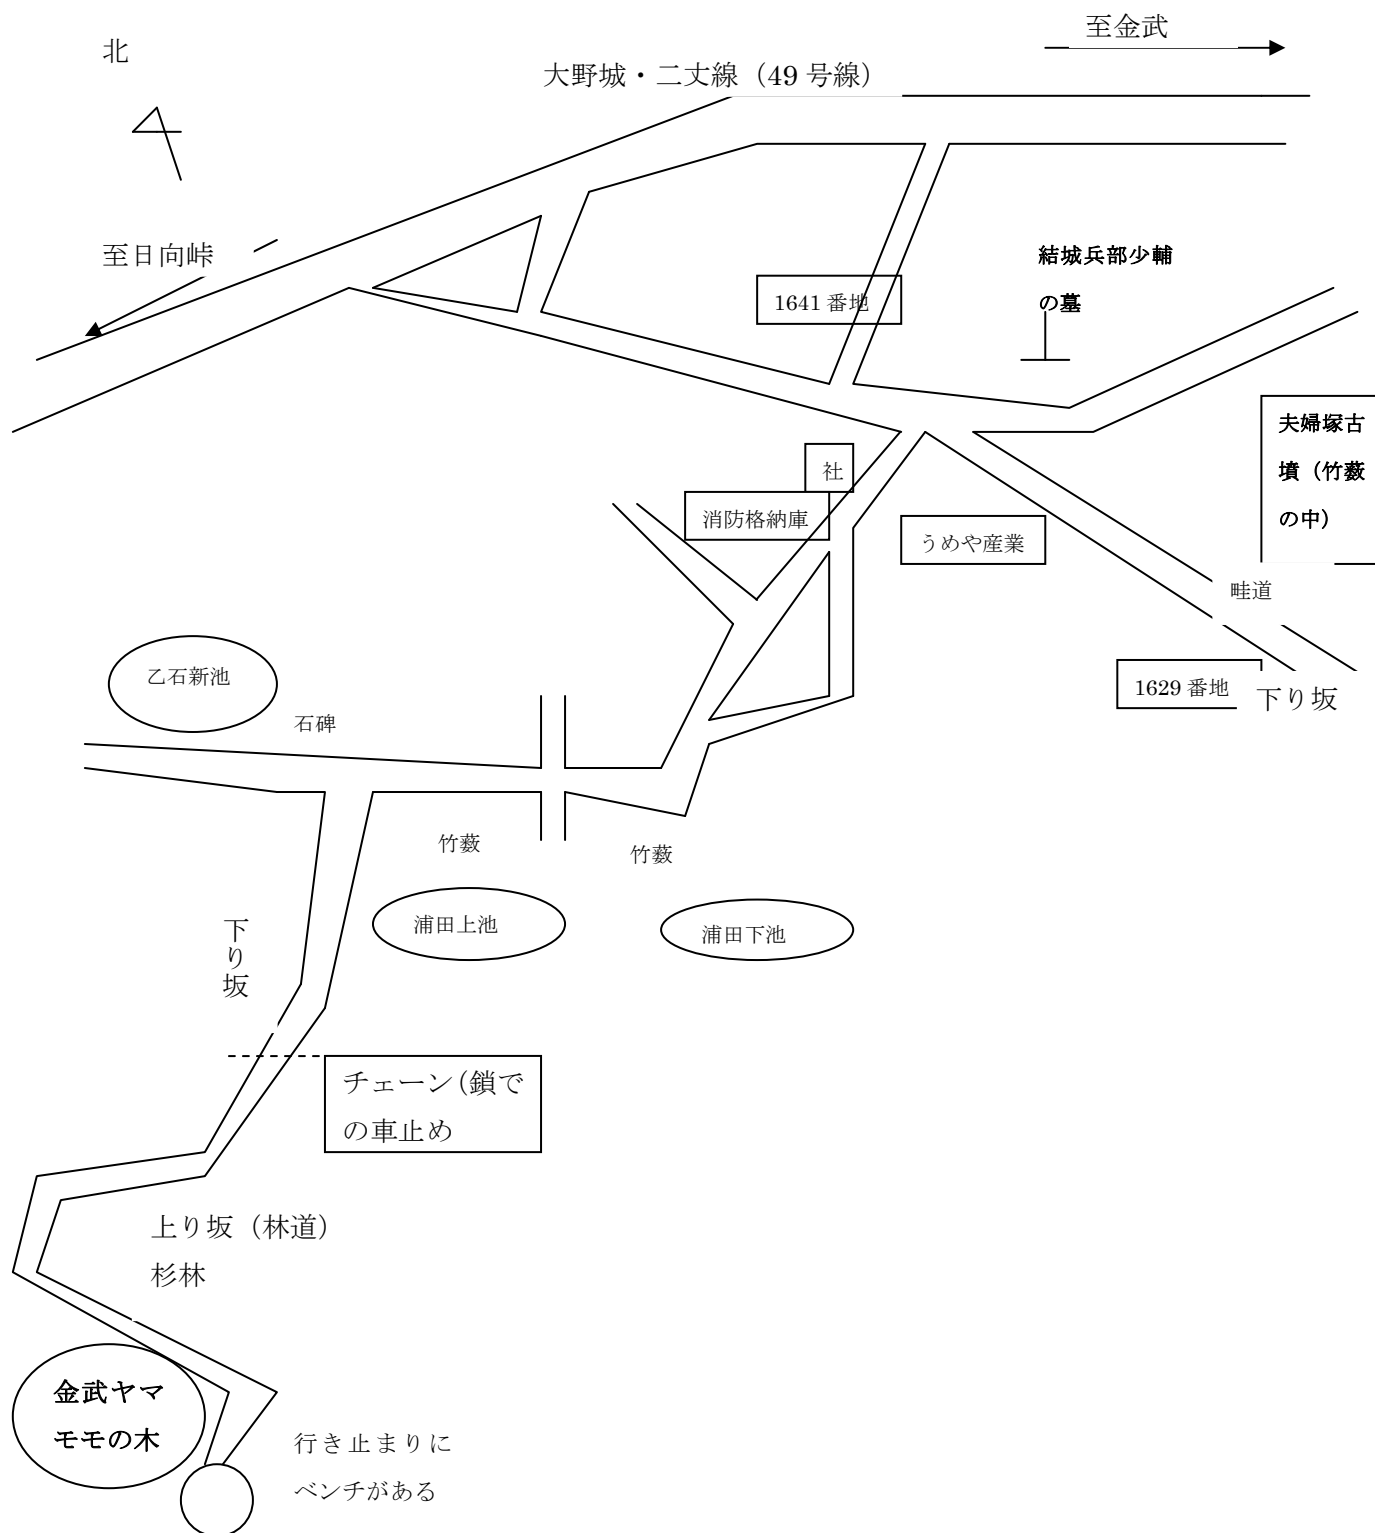 至金武
北
大野城・二丈線（49 号線）
至日向峠
結城兵部少輔
の墓
1641 番地
夫婦塚古
墳（竹薮
の中）
社
消防格納庫
うめや産業
畦道
乙石新池
1629 番地
下り坂
石碑
竹薮
竹薮
浦田上池
浦田下池
下り坂
チェーン（鎖で
の車止め
上り坂（林道）
杉林
金武ヤマ
モモの木
行き止まりに
ベンチがある